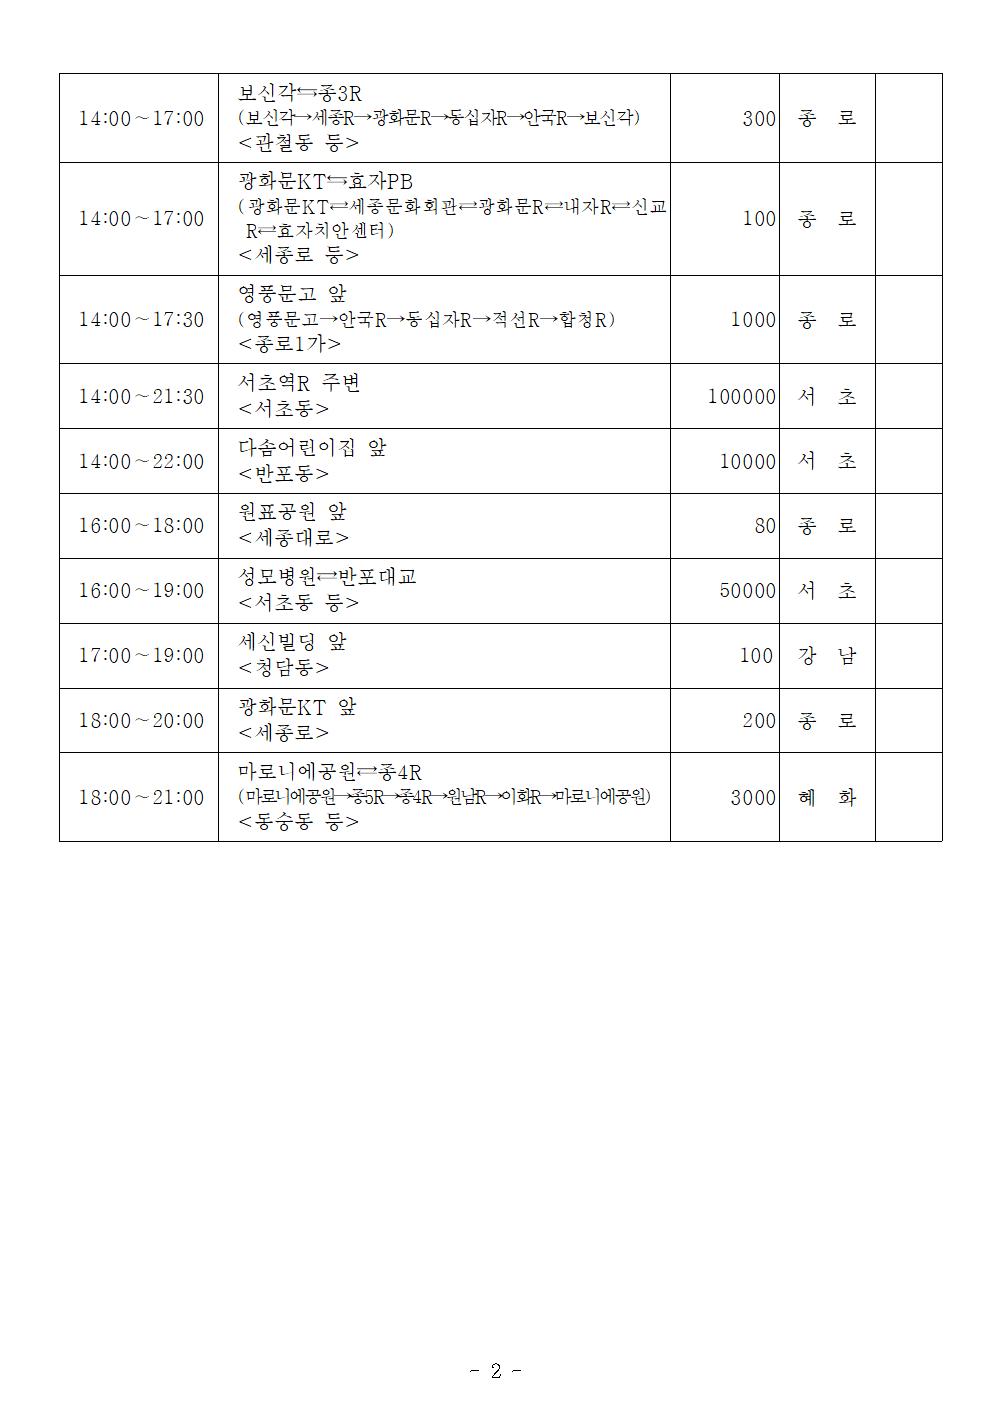 14:00~17:00
보신각⇆종3R
(보신각→세종R→광화문R→동십자R→안국R→보신각)
<관철동 등>
300
종 로
14:00~17:00
광화문KT⇆효자PB
(광화문KT⇄세종문화회관⇄광화문R⇄내자R⇄신교
R⇄효자치안센터)
<세종로 등>
100
종 로
14:00~17:30
영풍문고 앞
(영풍문고→안국R→동십자R→적선R→합청R)
<종로1가>
1000
종 로
14:00~21:30
서초역R 주변
<서초동>
100000
서 초
14:00~22:00
다솜어린이집 앞
<반포동>
10000
서 초
16:00~18:00
원표공원 앞
<세종대로>
80
종 로
16:00~19:00
성모병원⇄반포대교
<서초동 등>
50000
서 초
17:00~19:00
세신빌딩 앞
<청담동>
100
강 남
18:00~20:00
광화문KT 앞
<세종로>
200
종 로
18:00~21:00
마로니에공원⇄종4R
(마로니에공원→종5R→종4R→원남R→이화R→마로니에공원)
<동숭동 등>
3000
혜 화
- 2 -